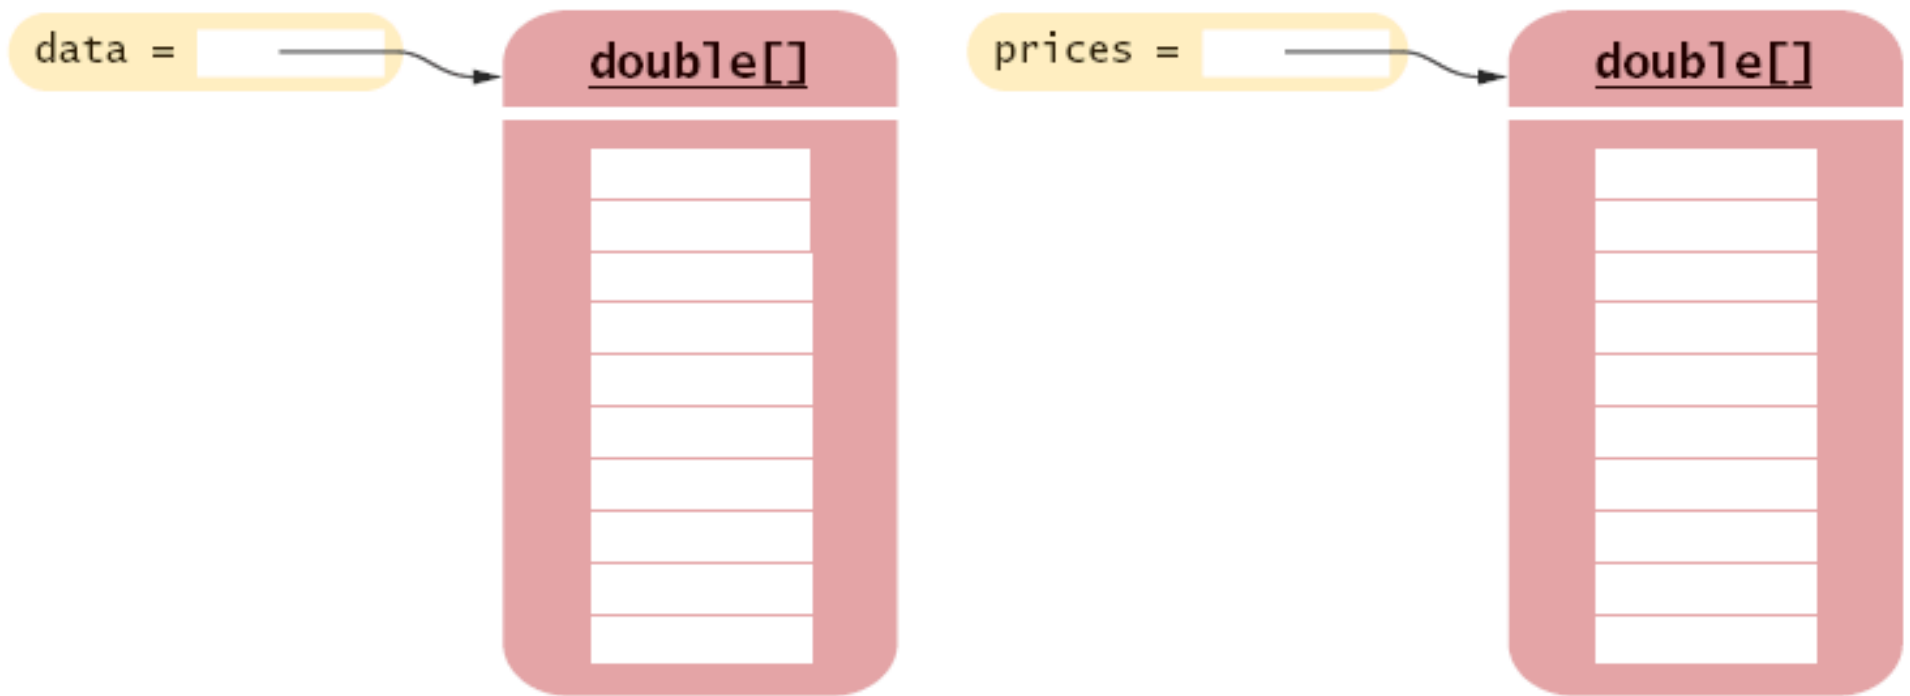 data =
double[]
prices =
double[]